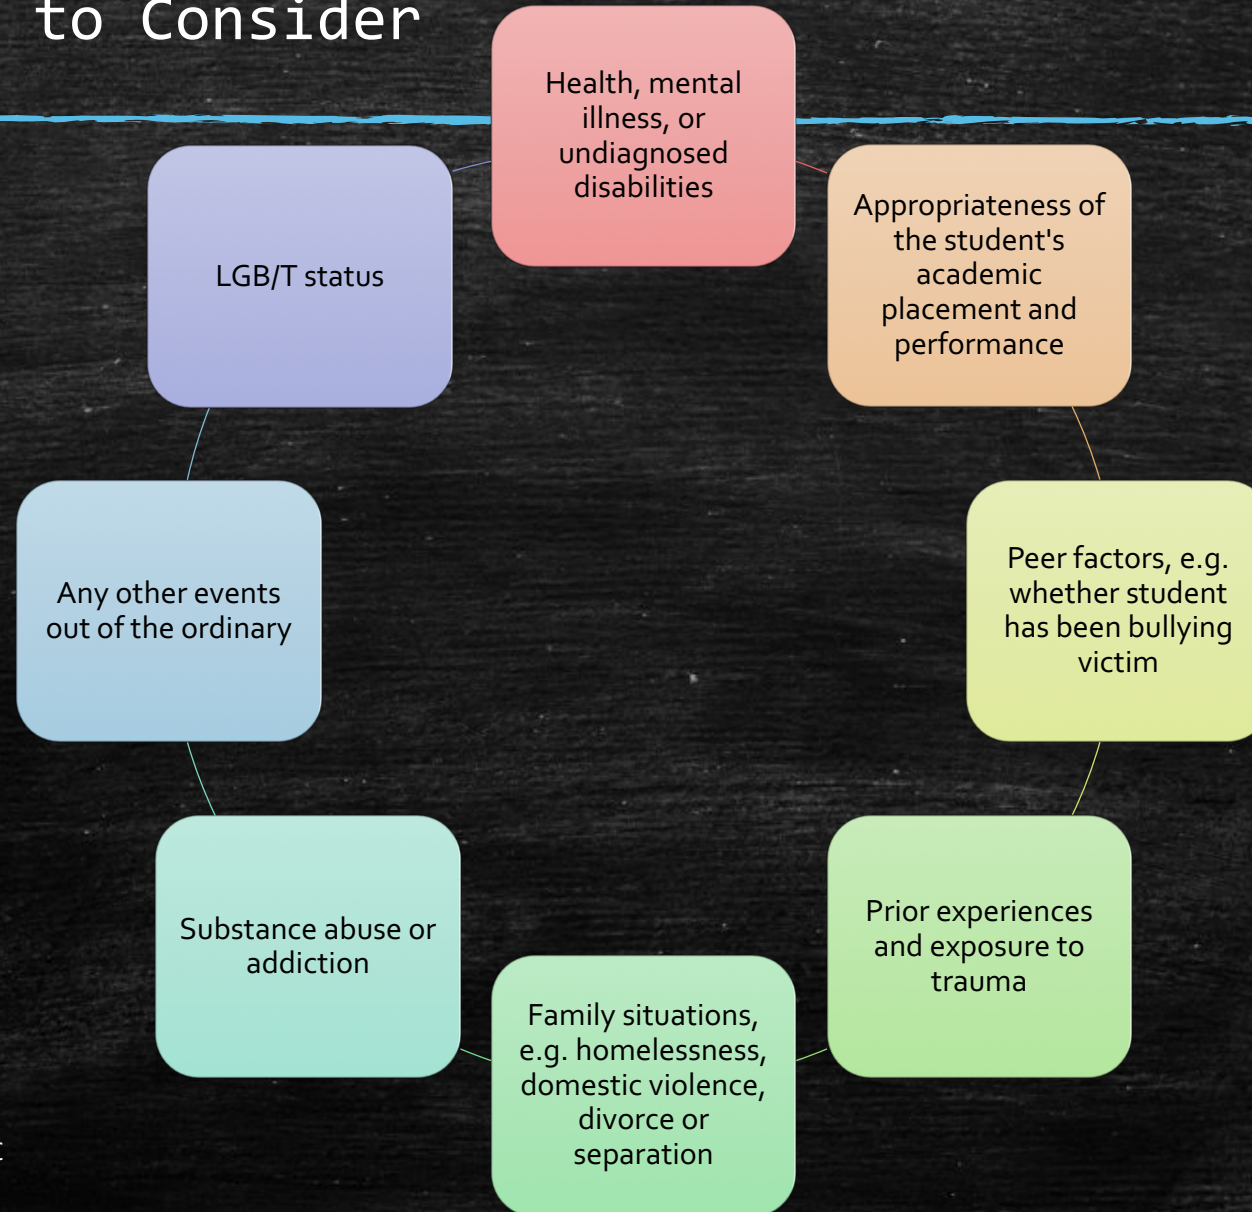 to Consider
Health, mental
illness, or
undiagnosed
disabilities
Appropriateness of
the student's
academic
placement and
performance
Peer factors, e.g.
whether student
has been bullying
victim
Prior experiences
and exposure to
trauma
Family situations,
e.g. homelessness,
domestic violence,
divorce or
separation
Substance abuse or
addiction
Any other events
out of the ordinary
LGB/T status